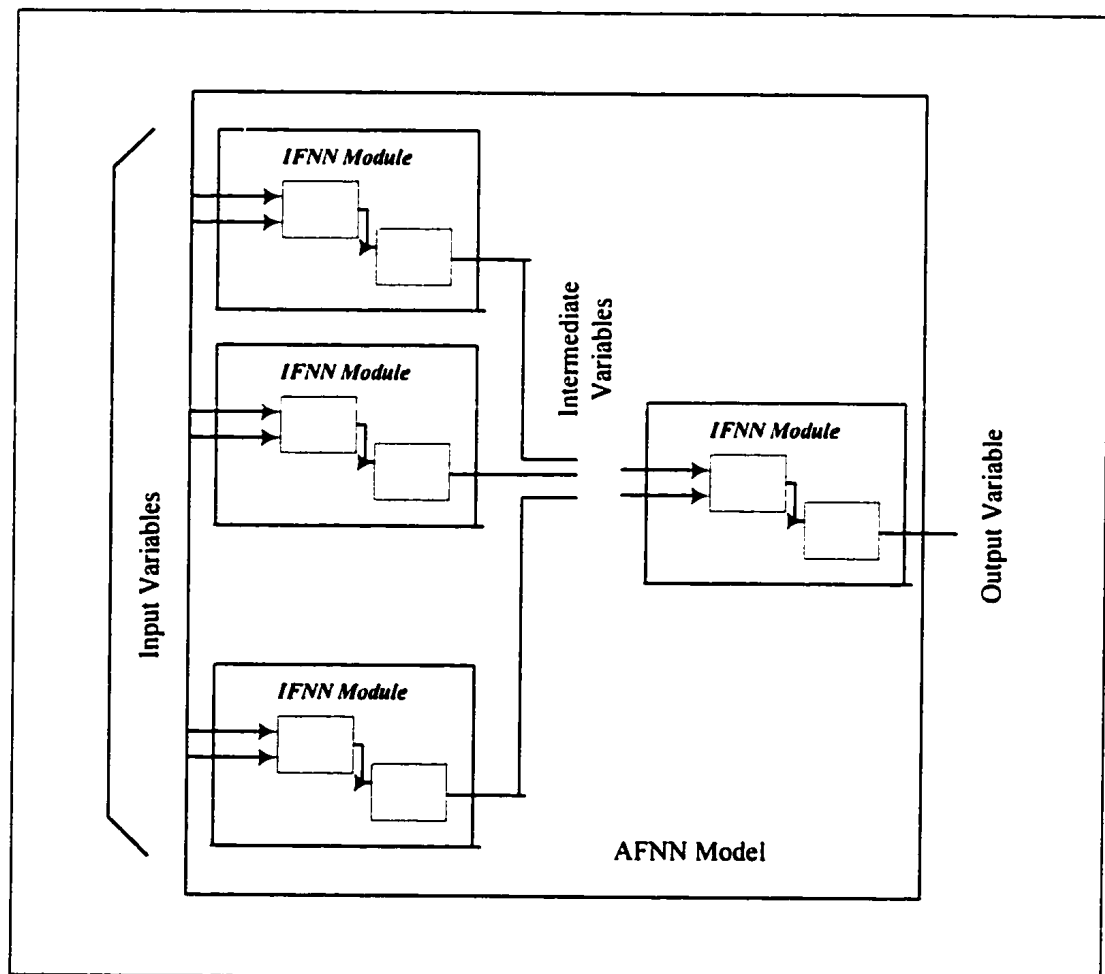 IFNN Module
IFNN Module
IFNN Module
Input Variables
Intermediate
Variables
IFNN Module
Output Variable
AFNN Model